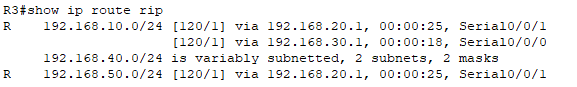 R3#show ip route rip
R    192.168.10.0/24 [120/1] via 192.168.20.1, 00:00:25, Serial0/0/1
                     [120/1] via 192.168.30.1, 00:00:18, Serial0/0/0
     192.168.40.0/24 is variably subnetted, 2 subnets, 2 masks
R    192.168.50.0/24 [120/1] via 192.168.20.1, 00:00:25, Serial0/0/1